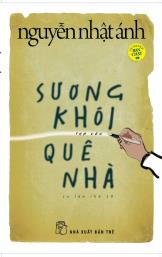 nguyễn nhật ánh
SƯƠNG
KHÓI
tạp văn
QUÊ
NHÀ
NHÀ XUẤT BẢN TRẺ